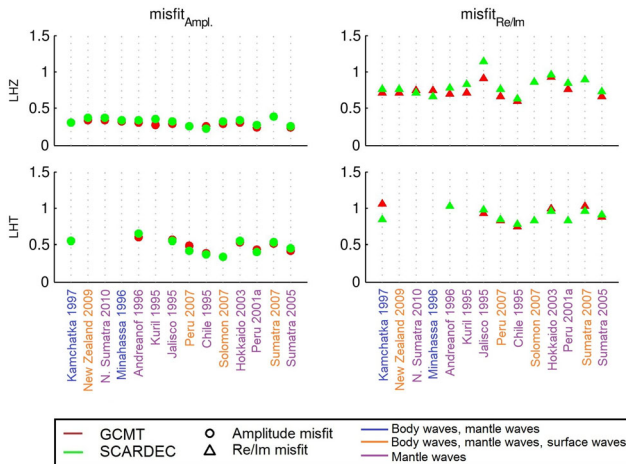 misfit Ampl.
misfit Re/Im
LHZ
1.5
1
0.5
0
1.5
1
0.5
0
LHT
1.5
1
0.5
0
1.5
1
0.5
0
Kamchatka 1997
New Zealand 2009
N. Sumatra 2010
Minahassa 1996
Andreanof 1996
Kuril 1995
Jalisco 1995
Peru 2007
Chile 1995
Solomon 2007
Hokkaido 2003
Peru 2001a
Sumatra 2007
Sumatra 2005
Kamchatka 1997
New Zealand 2009
N. Sumatra 2010
Minahassa 1996
Andreanof 1996
Kuril 1995
Jalisco 1995
Peru 2007
Chile 1995
Solomon 2007
Hokkaido 2003
Peru 2001a
Sumatra 2007
Sumatra 2005
GCMT
SCARDEC
Amplitude misfit
Re/Im misfit
Body waves, mantle waves
Body waves, mantle waves, surface waves
Mantle waves